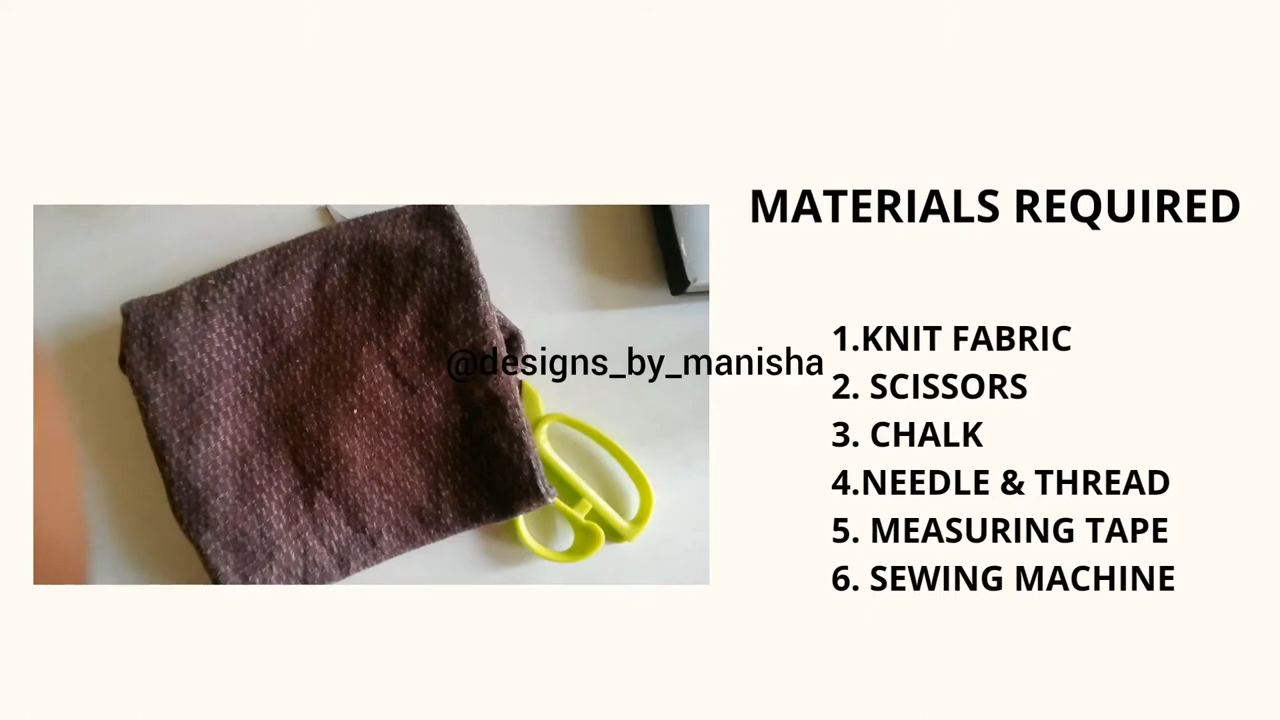 MATERIALS REQUIRED
@designs_by_manisha
1.KNIT FABRIC
2. SCISSORS
3. CHALK
4.NEEDLE & THREAD
5. MEASURING TAPE
6. SEWING MACHINE